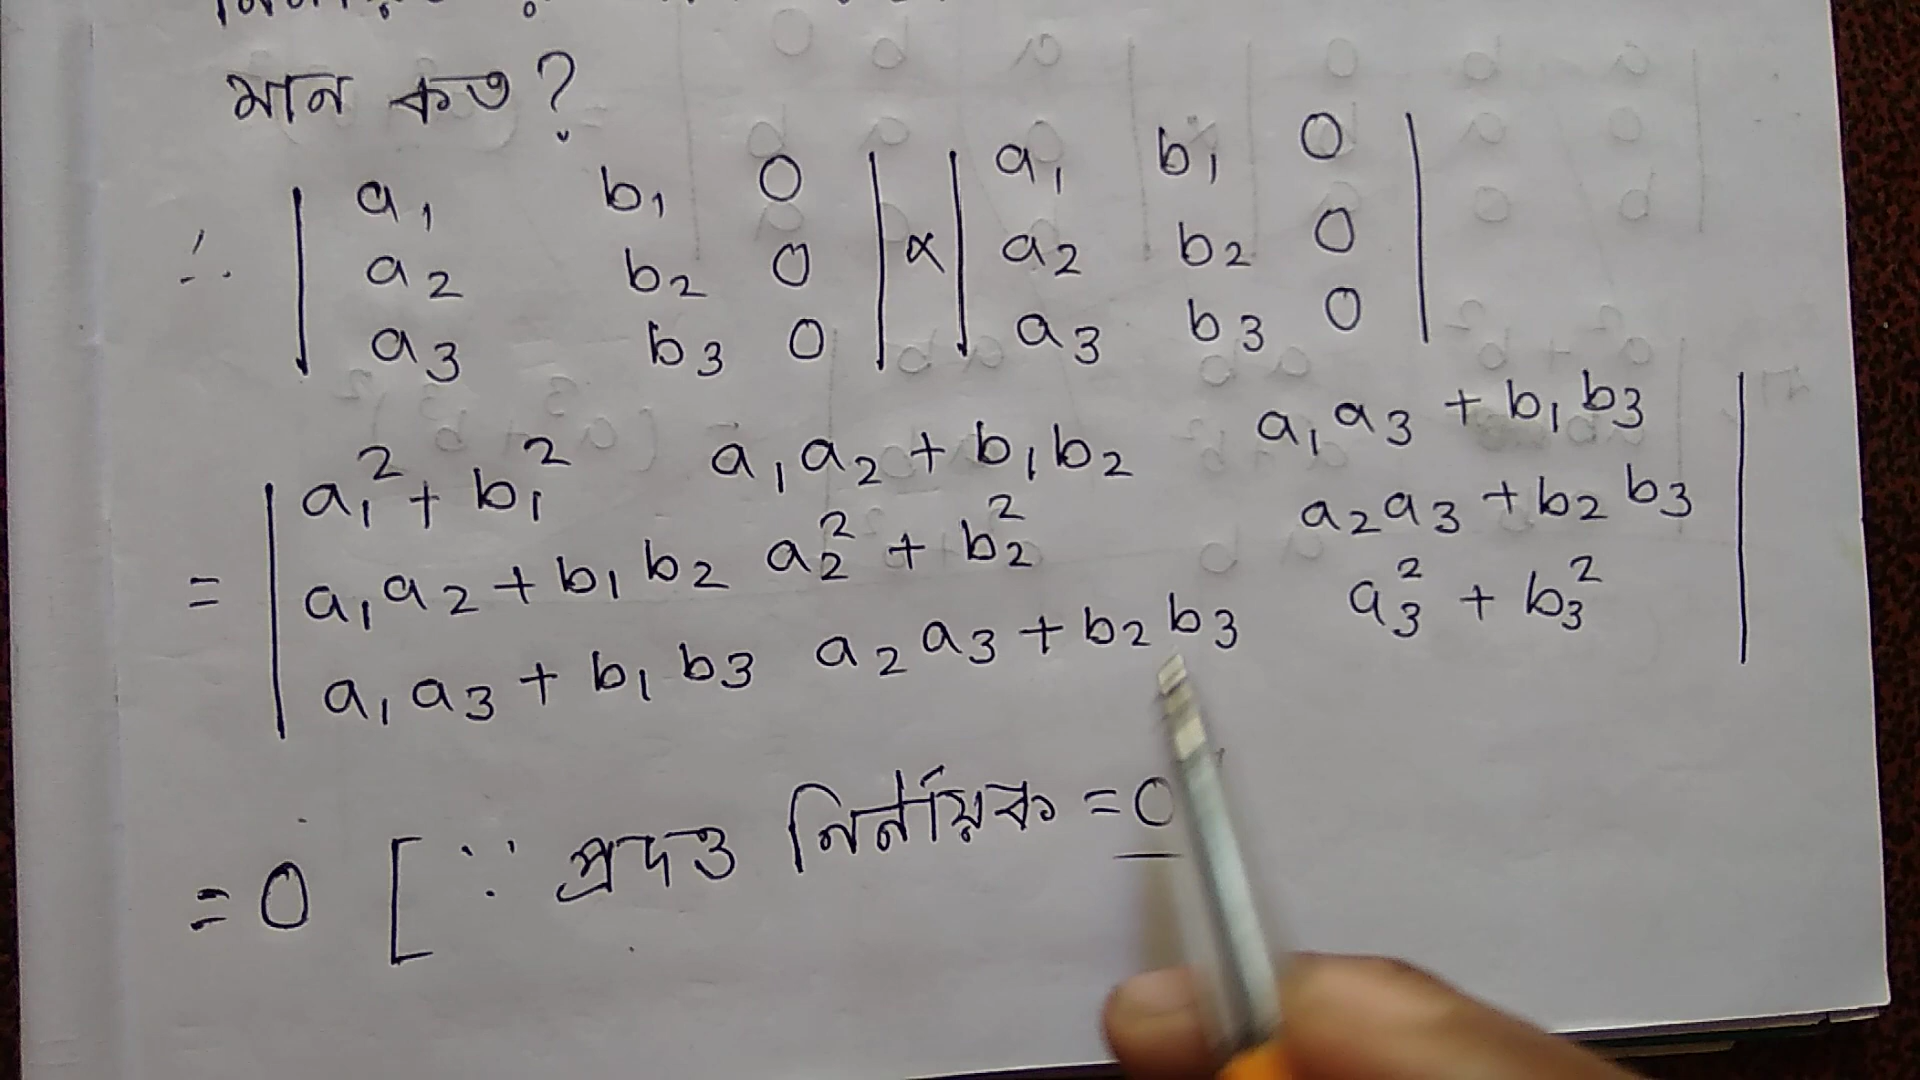 মান কত?
∴ | a₁ b₁ 0 | × | a₁ b₁ 0 |
| a₂ b₂ 0 | | a₂ b₂ 0 |
| a₃ b₃ 0 | | a₃ b₃ 0 |
| a₁² + b₁² a₁a₂ + b₁b₂ a₁a₃ + b₁b₃ |
= | a₁a₂ + b₁b₂ a₂² + b₂² a₂a₃ + b₂b₃ |
| a₁a₃ + b₁b₃ a₂a₃ + b₂b₃ a₃² + b₃² |
= 0 [ ∵ প্রদত্ত নির্ণায়ক = 0